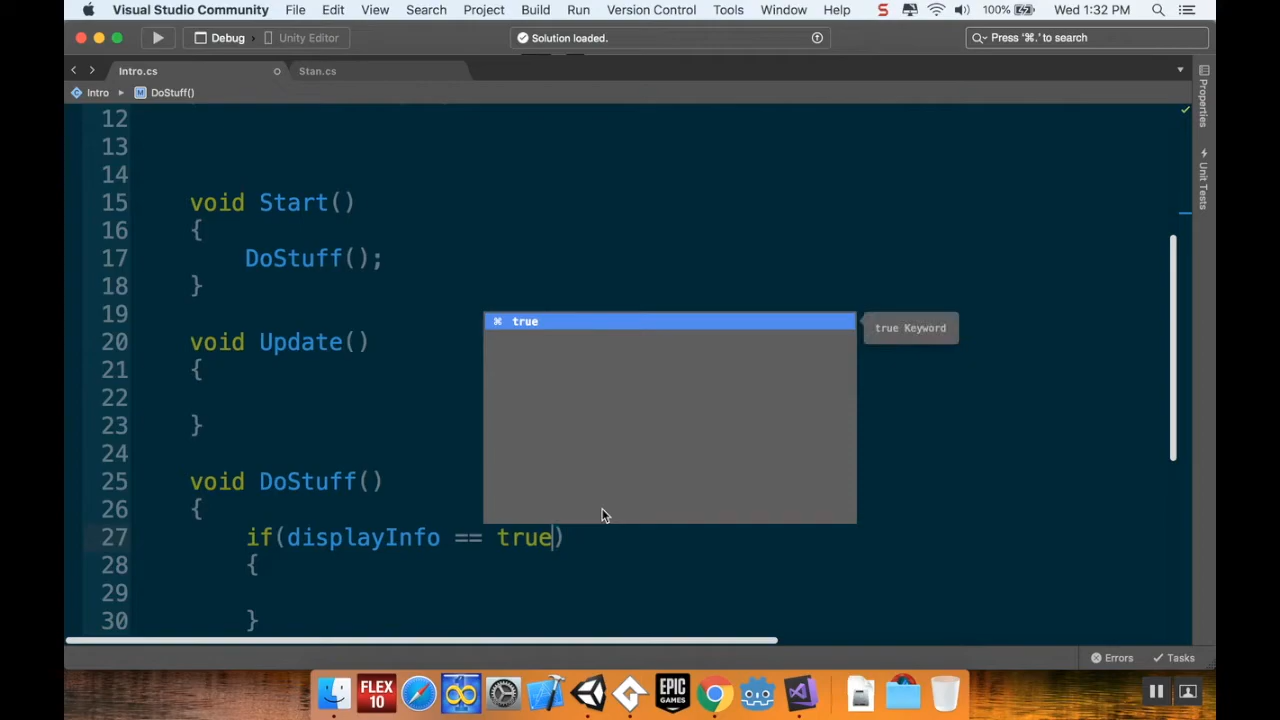 Visual Studio Community File Edit View Search Project Build Run Version Control Tools Window Help S 100% Wed 1:32 PM
Debug Unity Editor Solution loaded. Press '⌘.' to search
Intro.cs Stan.cs
Intro ▸ M DoStuff()
Properties
Unit Tests
12
13
14
15 void Start()
16 {
17 DoStuff();
18 }
19
20 void Update()
21 {
22
23 }
24
25 void DoStuff()
26 {
27 if(displayInfo == true)
28 {
29
30 }
⌘ true
true Keyword
Errors Tasks
FLEX
10
EPIC
GAMES